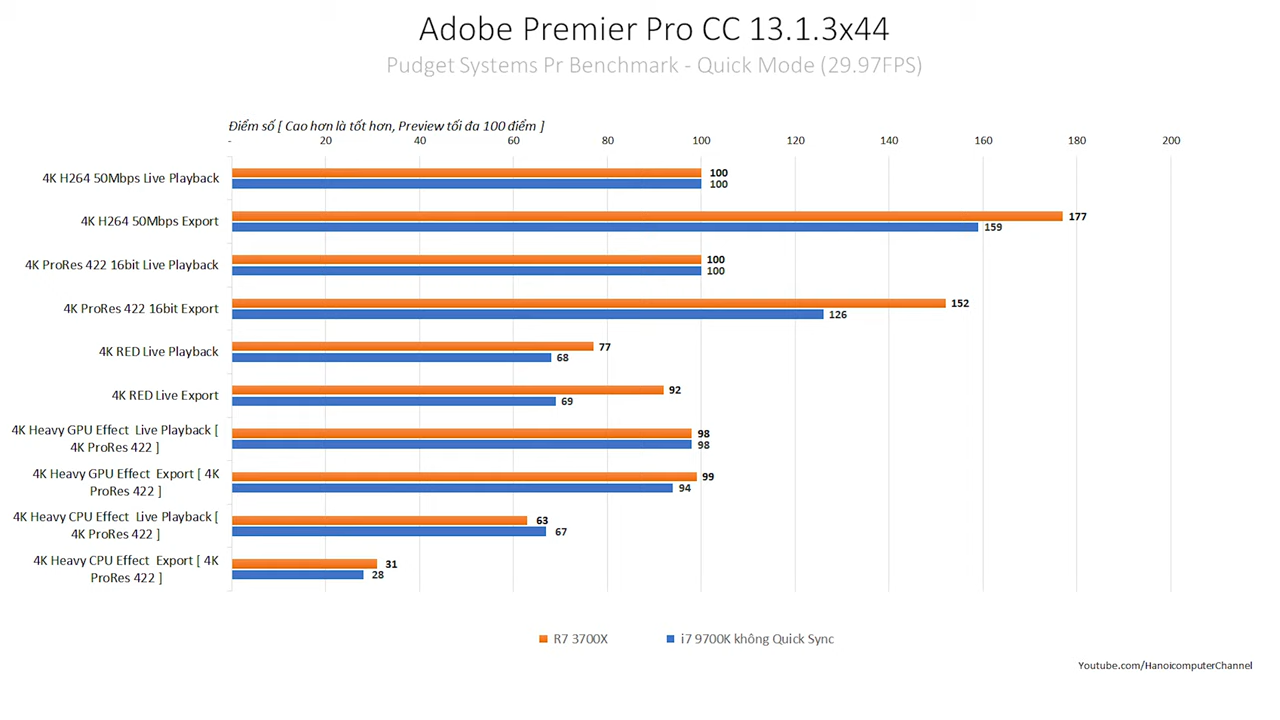 Adobe Premier Pro CC 13.1.3x44
Pudget Systems Pr Benchmark - Quick Mode (29.97FPS)
Điểm số [ Cao hơn là tốt hơn, Preview tối đa 100 điểm ]
- 20 40 60 80 100 120 140 160 180 200
4K H264 50Mbps Live Playback
100
100
4K H264 50Mbps Export
177
159
4K ProRes 422 16bit Live Playback
100
100
4K ProRes 422 16bit Export
152
126
4K RED Live Playback
77
68
4K RED Live Export
92
69
4K Heavy GPU Effect Live Playback [
4K ProRes 422 ]
98
98
4K Heavy GPU Effect Export [ 4K
ProRes 422 ]
99
94
4K Heavy CPU Effect Live Playback [
4K ProRes 422 ]
63
67
4K Heavy CPU Effect Export [ 4K
ProRes 422 ]
31
28
R7 3700X
i7 9700K không Quick Sync
Youtube.com/HanoicomputerChannel